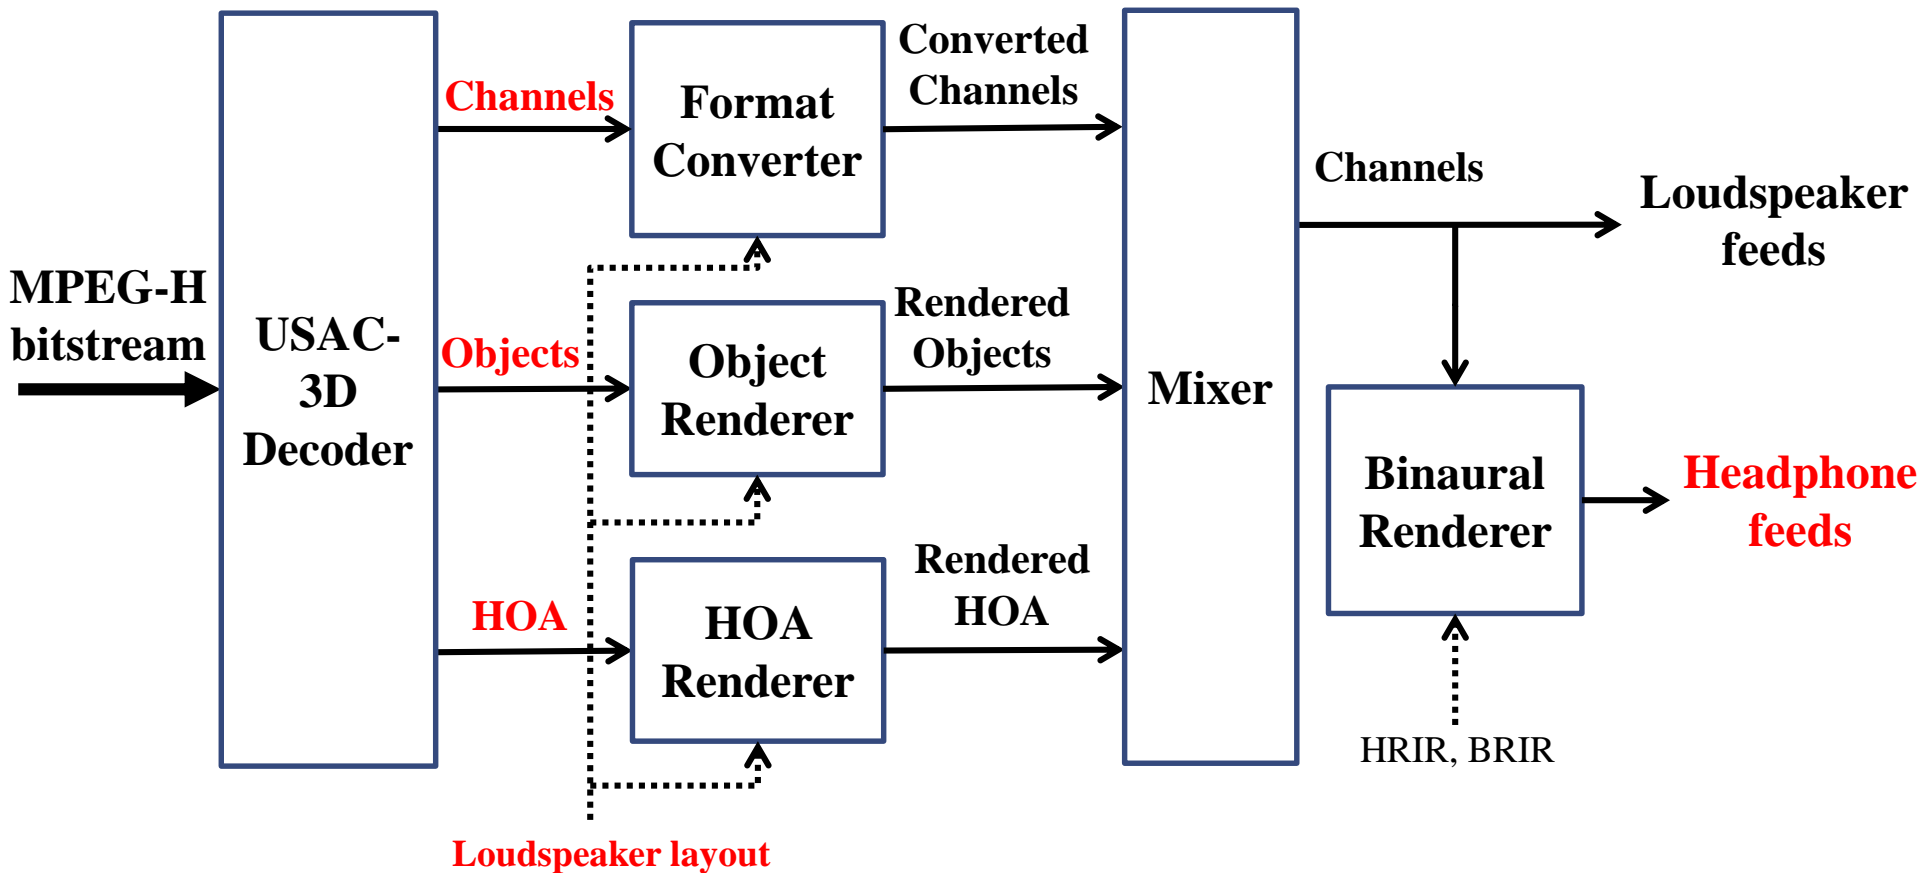 MPEG-H
bitstream
USAC-
3D
Decoder
Channels
Format
Converter
Converted
Channels
Objects
Object
Renderer
Rendered
Objects
HOA
HOA
Renderer
Rendered
HOA
Loudspeaker layout
Mixer
Channels
Loudspeaker
feeds
Binaural
Renderer
Headphone
feeds
HRIR, BRIR